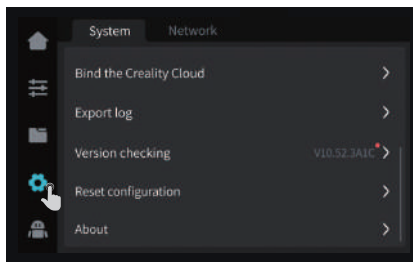 System Network
Bind the Creality Cloud
Export log
Version checking V10.52.3A1C
Reset configuration
About